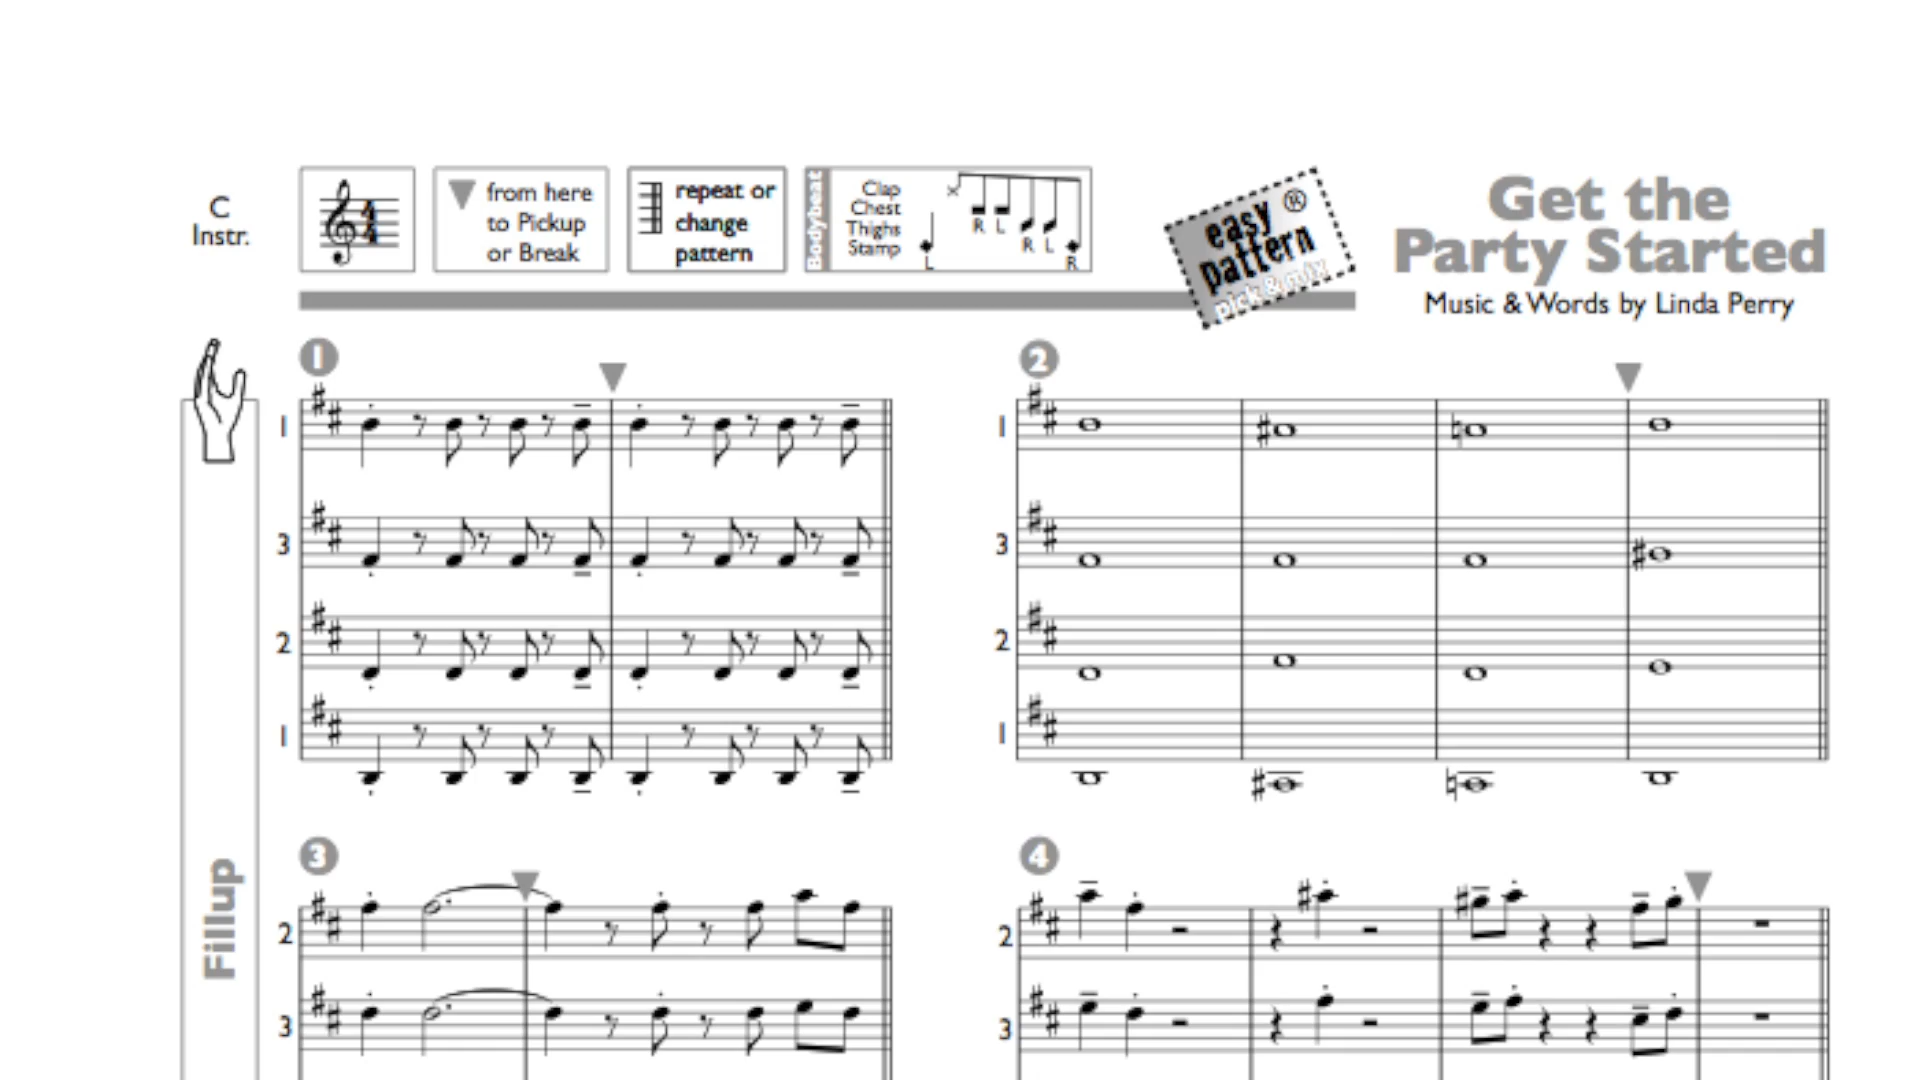 C
Instr.
from here
to Pickup
or Break
repeat or
change
pattern
Bodybeat
Clap
Chest
Thighs
Stamp
R L
R L
L
R
easy ®
pattern
pick & mix
Get the
Party Started
Music & Words by Linda Perry
1
2
1
1
3
3
2
2
1
1
3
4
Fillup
2
2
3
3